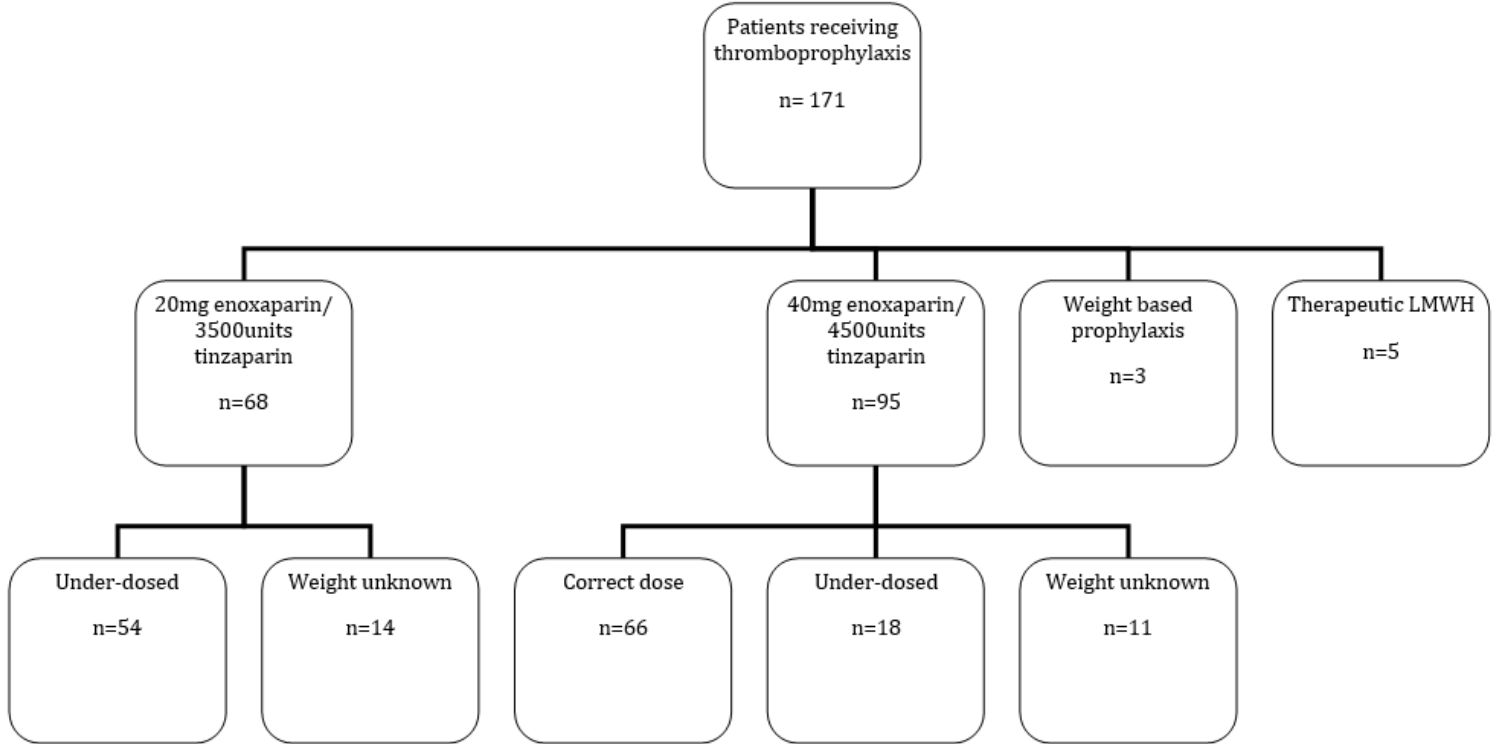 Patients receiving
thromboprophylaxis
n= 171
20mg enoxaparin/
3500units
tinzaparin
n=68
40mg enoxaparin/
4500units
tinzaparin
n=95
Weight based
prophylaxis
n=3
Therapeutic LMWH
n=5
Under-dosed
n=54
Weight unknown
n=14
Correct dose
n=66
Under-dosed
n=18
Weight unknown
n=11